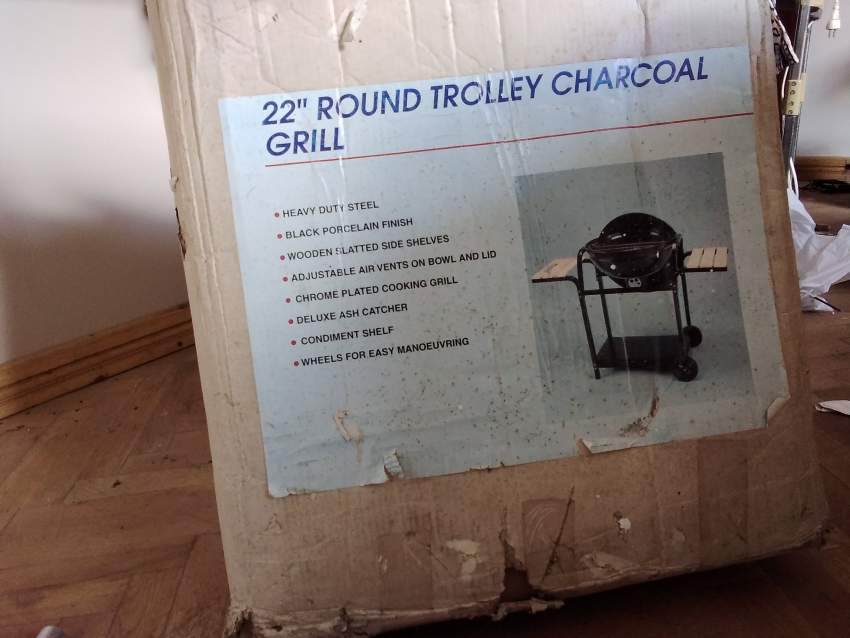 22" ROUND TROLLEY CHARCOAL
GRILL
• HEAVY DUTY STEEL
• BLACK PORCELAIN FINISH
• WOODEN SLATTED SIDE SHELVES
• ADJUSTABLE AIR VENTS ON BOWL AND LID
• CHROME PLATED COOKING GRILL
• DELUXE ASH CATCHER
• CONDIMENT SHELF
• WHEELS FOR EASY MANOEUVRING